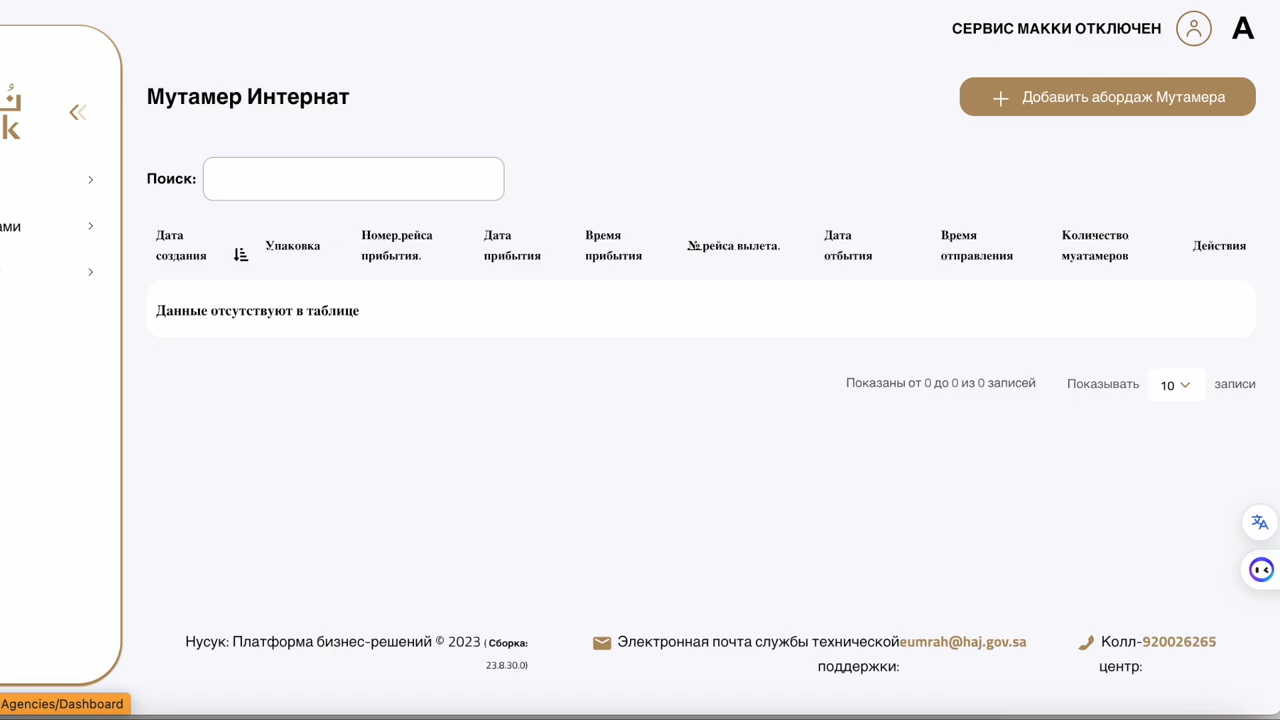 СЕРВИС МАККИ ОТКЛЮЧЕН
A
Мутамер Интернат
Добавить абордаж Мутамера
k
ами
Поиск:
Дата создания
Упаковка
Номер рейса прибытия.
Дата прибытия
Время прибытия
№ рейса вылета.
Дата отбытия
Время отправления
Количество муатамеров
Действия
Данные отсутствуют в таблице
Показаны от 0 до 0 из 0 записей
Показывать 10 записи
Нусук: Платформа бизнес-решений © 2023 ( Сборка: 23.8.30.0)
Электронная почта службы технической поддержки: eumrah@haj.gov.sa
Колл-центр: 920026265
Agencies/Dashboard